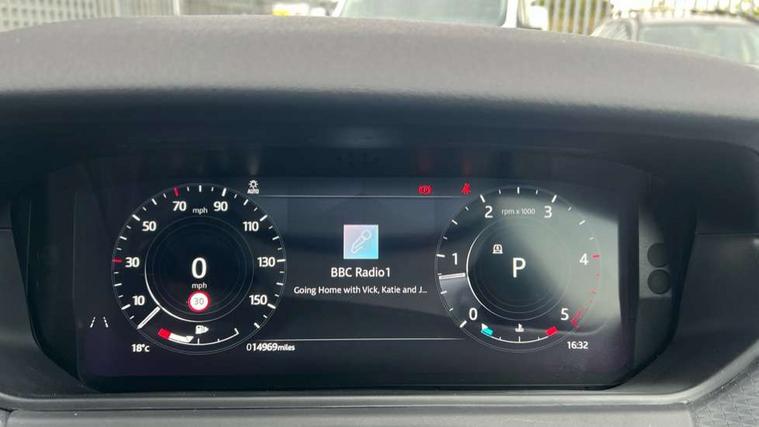 AUTO
70 mph 90
50 110
30 130
10 150
0
mph
30
BBC Radio1
Going Home with Vick, Katie and J...
(P)
2 rpm x 1000 3
1 4
0 5
P
18°c
014969miles
16:32